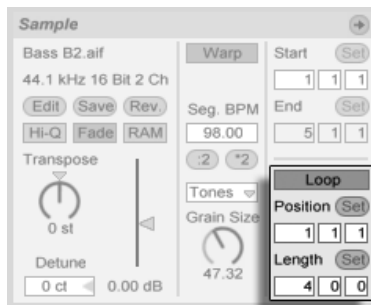 Sample
Bass B2.aif
44.1 kHz 16 Bit 2 Ch
Edit Save Rev.
Hi-Q Fade RAM
Transpose
0 st
Detune
0 ct 0.00 dB
Warp
Seg. BPM
98.00
:2 *2
Tones
Grain Size
47.32
Start Set
1 1 1
End Set
5 1 1
Loop
Position Set
1 1 1
Length Set
4 0 0